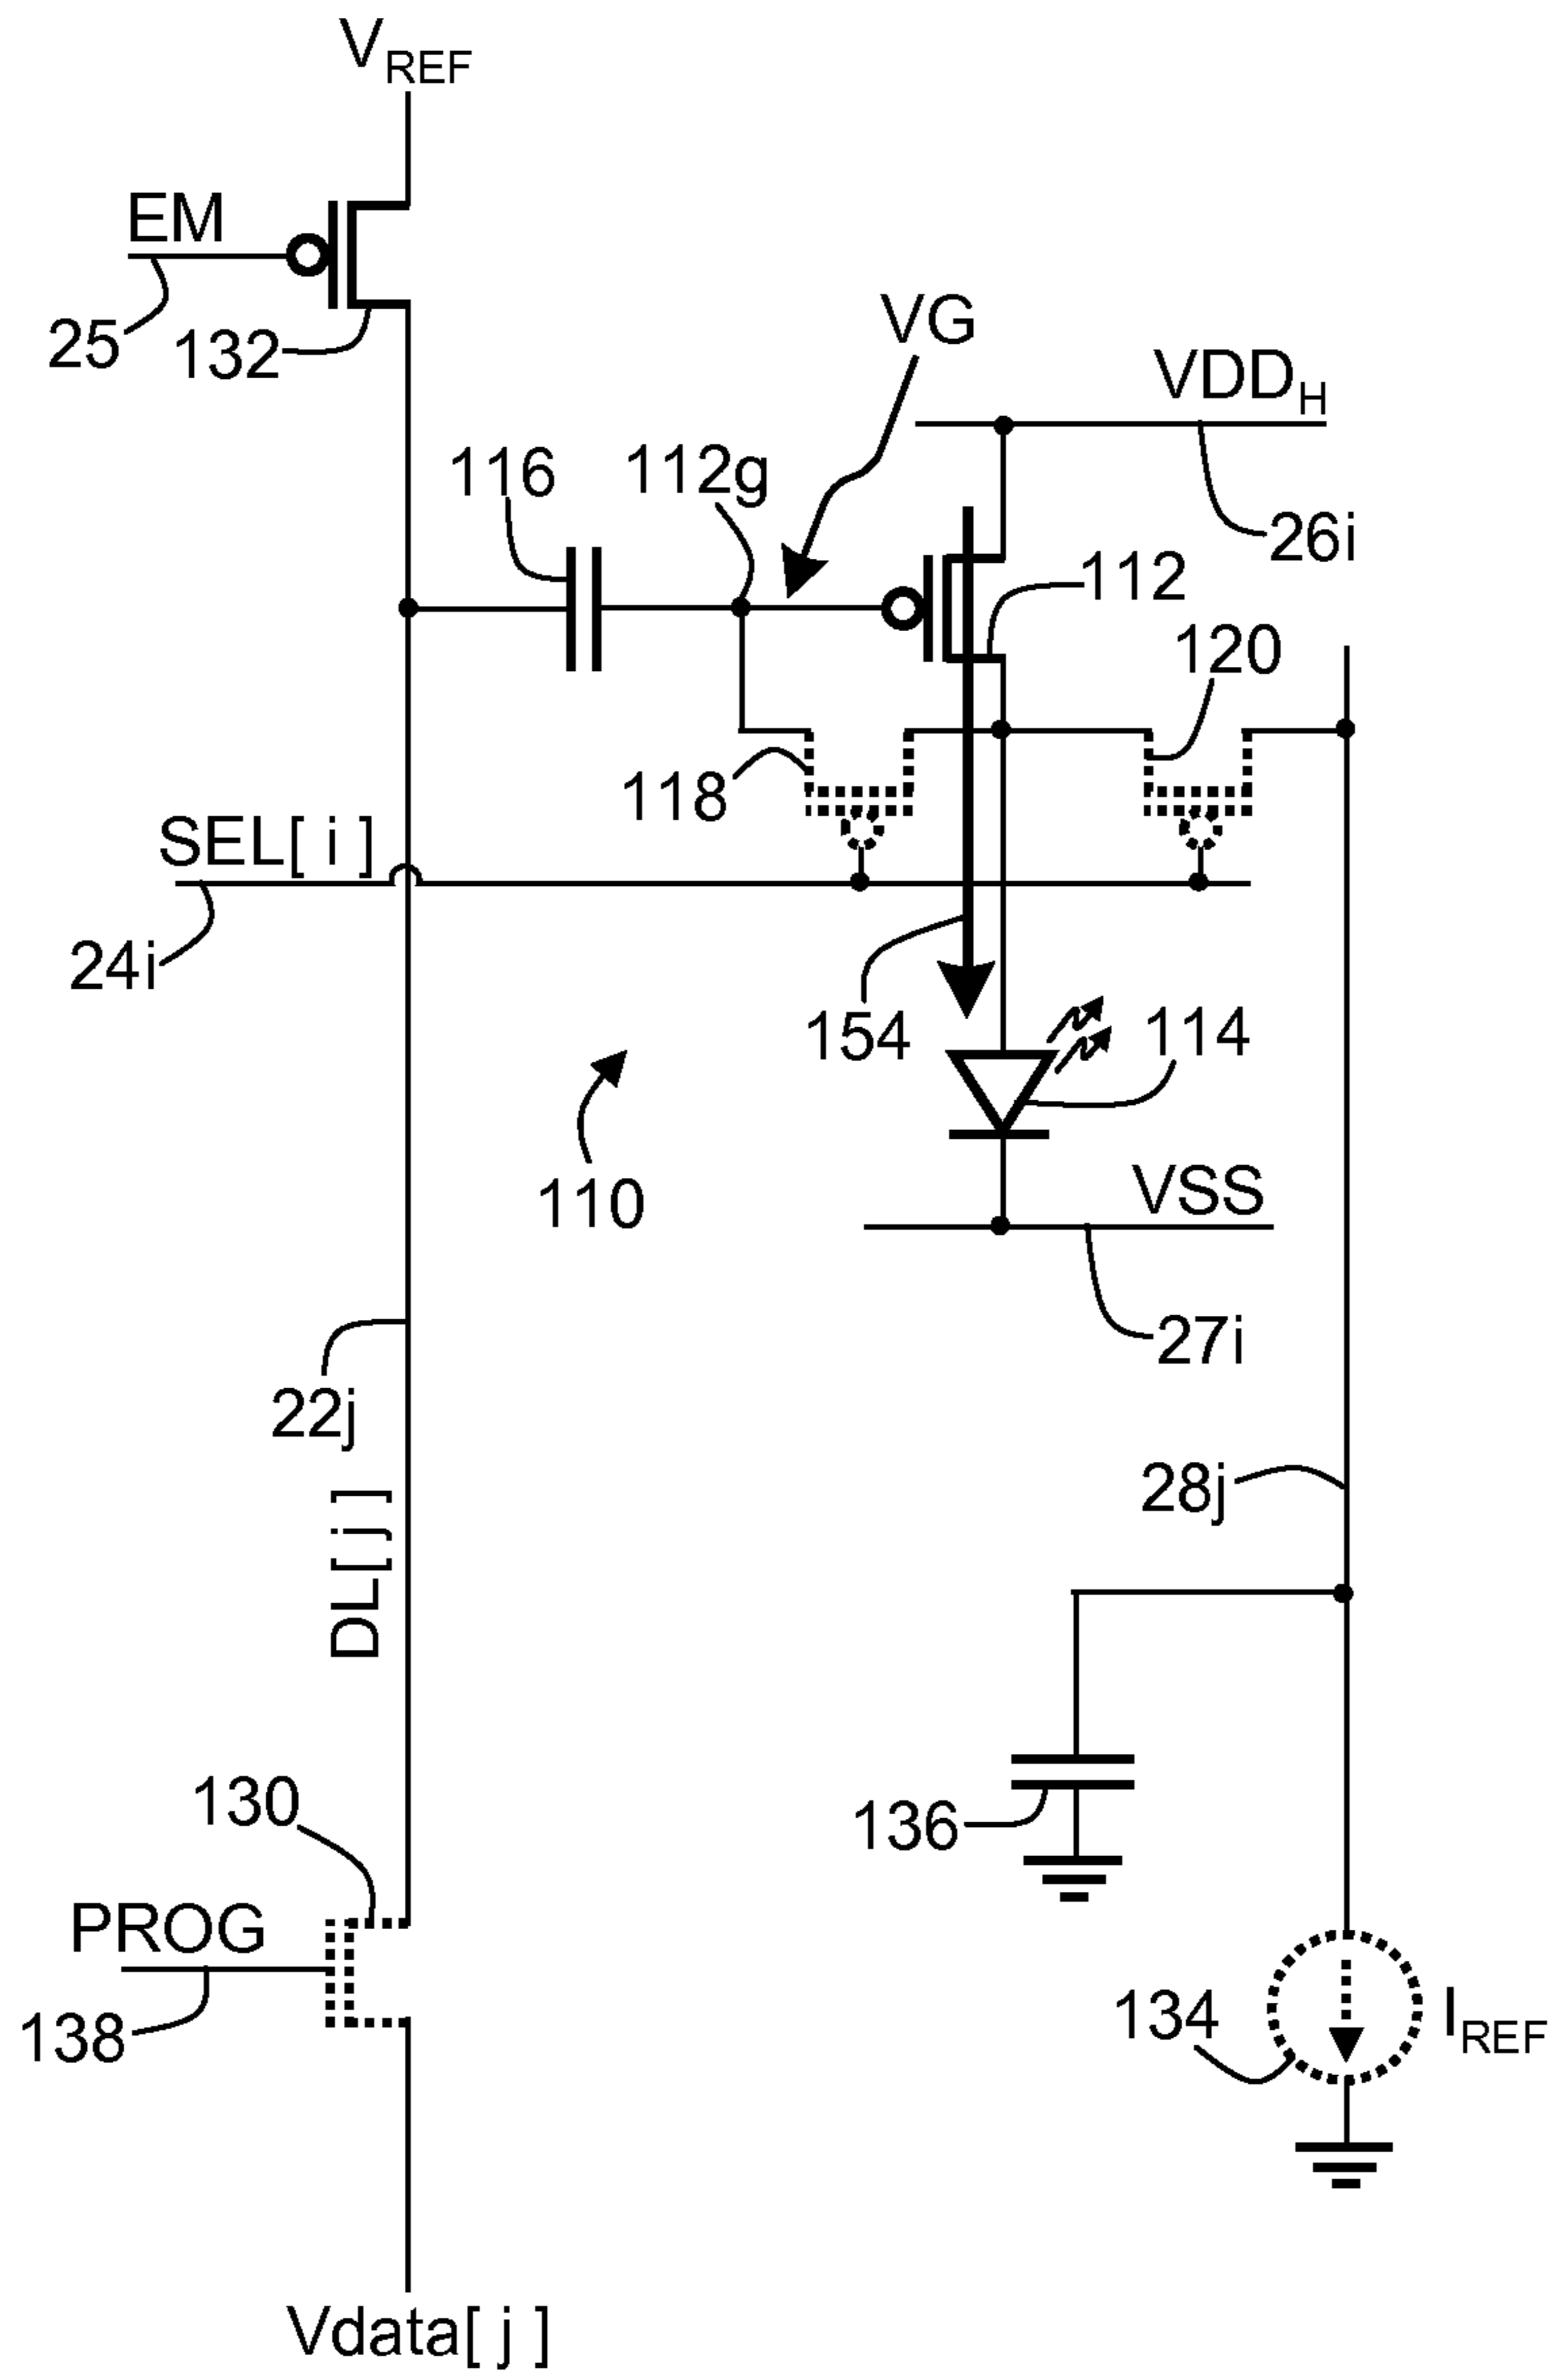 VREF
EM
25
132
VG
VDDH
116
112g
26i
112
120
118
SEL[ i ]
24i
154
114
110
VSS
27i
22j
28j
DL[ j ]
130
136
PROG
138
134
IREF
Vdata[ j ]